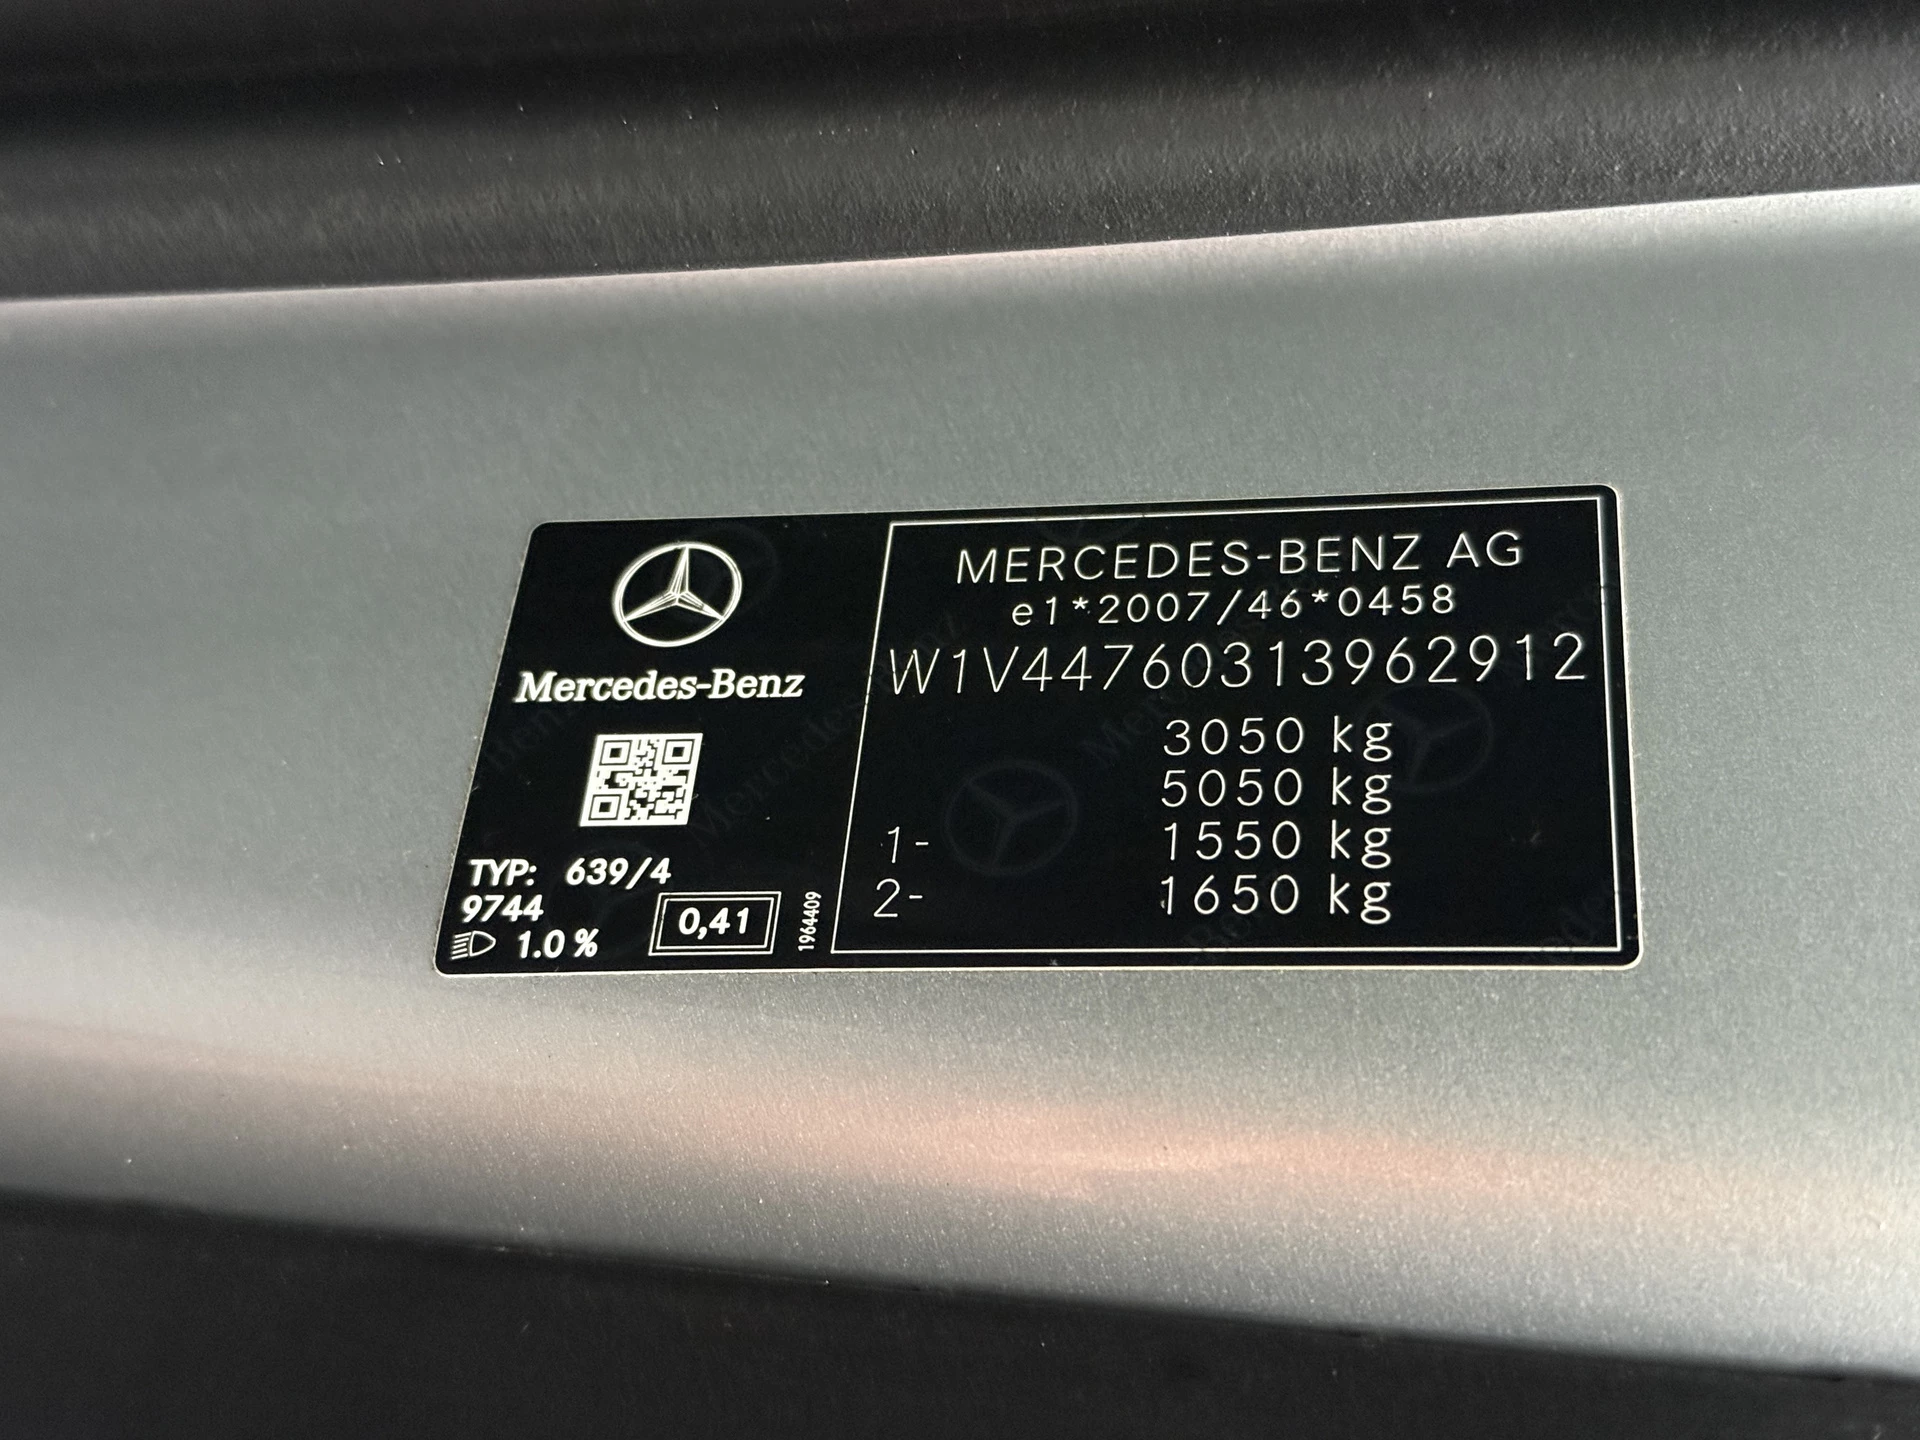 Mercedes-Benz
TYP: 639/4
9744
1.0 %
0,41
1964409
MERCEDES-BENZ AG
e1*2007/46*0458
W1V44760313962912
3050 kg
5050 kg
1- 1550 kg
2- 1650 kg